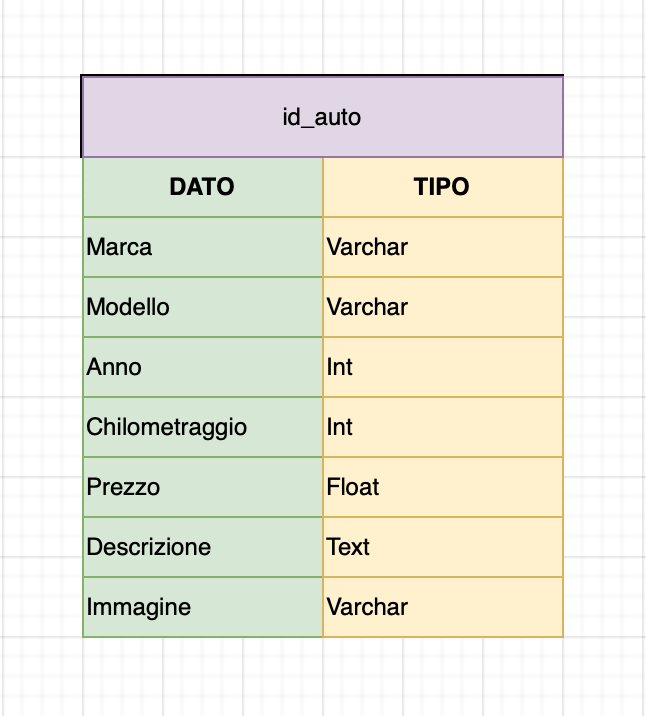 id_auto
DATO TIPO
Marca Varchar
Modello Varchar
Anno Int
Chilometraggio Int
Prezzo Float
Descrizione Text
Immagine Varchar